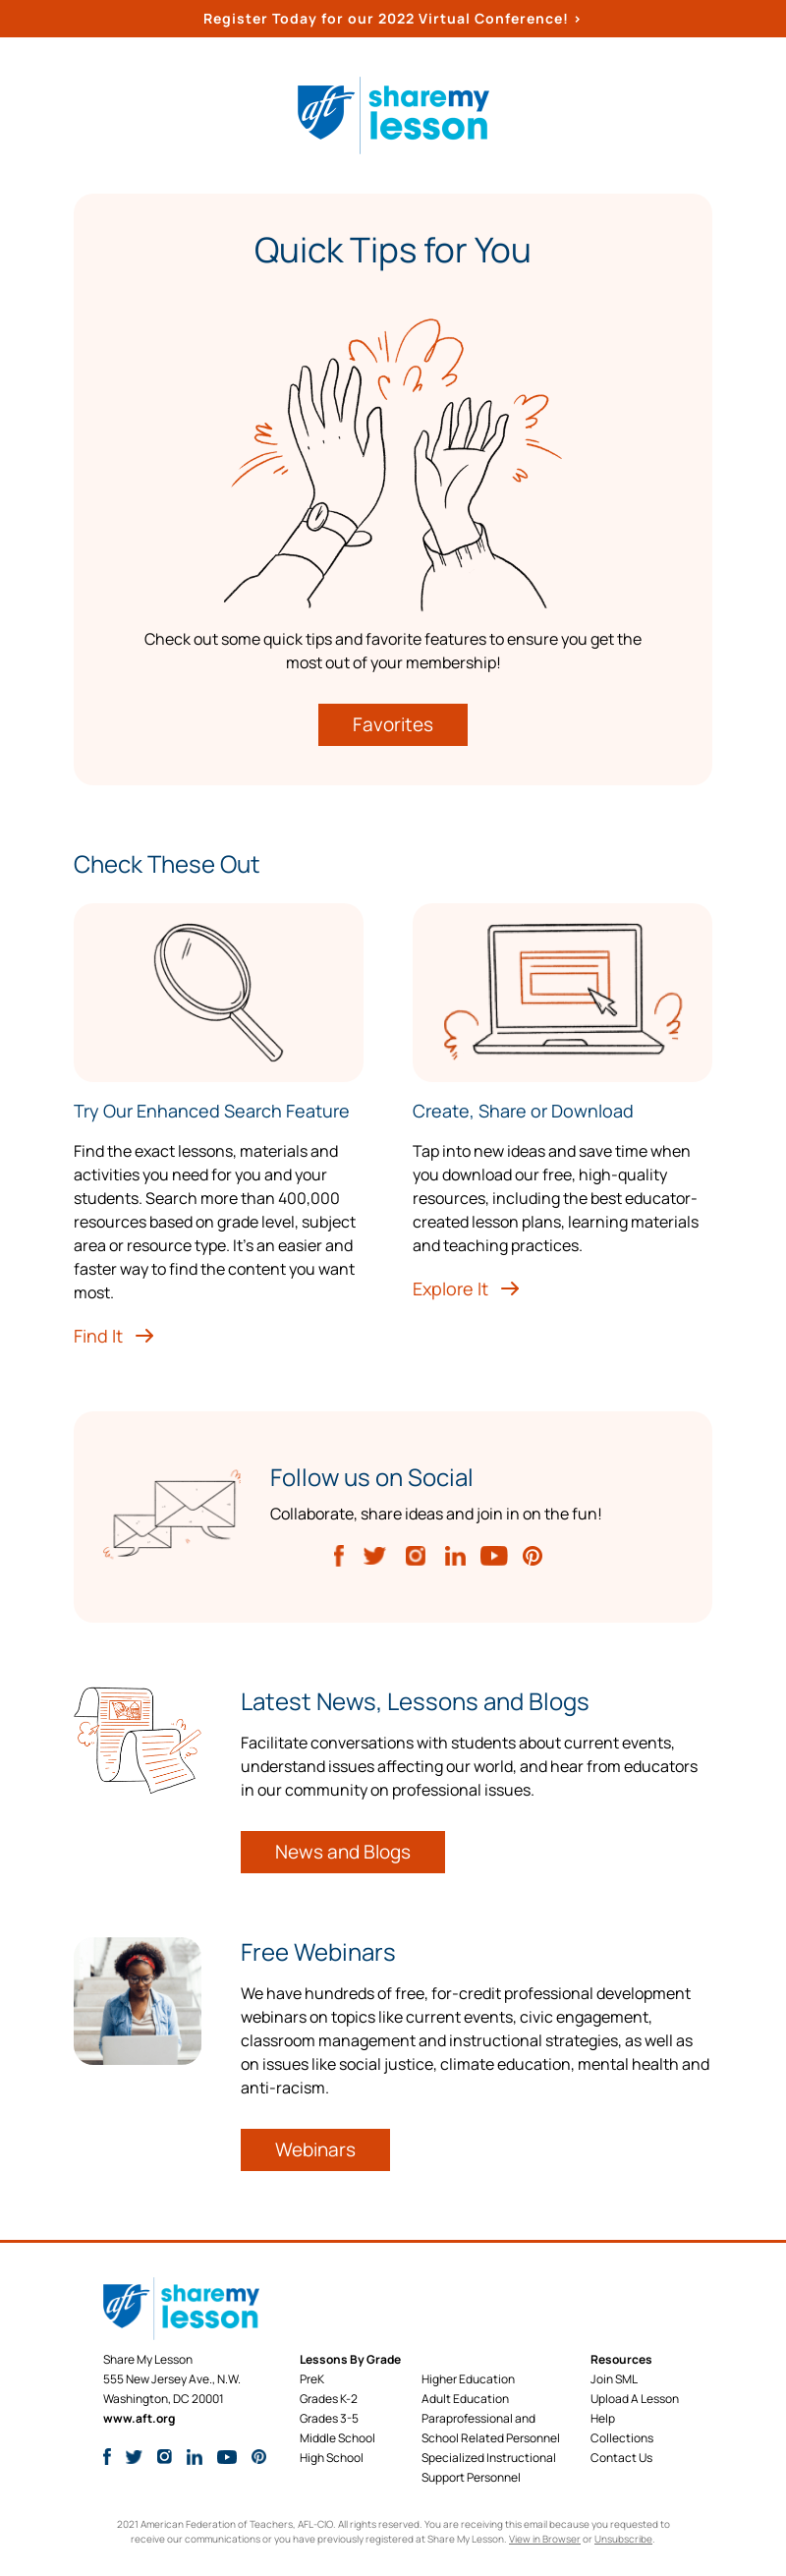 Register Today for our 2022 Virtual Conference! >
aft
sharemy
lesson
Quick Tips for You
Check out some quick tips and favorite features to ensure you get the
most out of your membership!
Favorites
Check These Out
Try Our Enhanced Search Feature
Find the exact lessons, materials and
activities you need for you and your
students. Search more than 400,000
resources based on grade level, subject
area or resource type. It's an easier and
faster way to find the content you want
most.
Find It →
Create, Share or Download
Tap into new ideas and save time when
you download our free, high-quality
resources, including the best educator-
created lesson plans, learning materials
and teaching practices.
Explore It →
Follow us on Social
Collaborate, share ideas and join in on the fun!
Latest News, Lessons and Blogs
Facilitate conversations with students about current events,
understand issues affecting our world, and hear from educators
in our community on professional issues.
News and Blogs
Free Webinars
We have hundreds of free, for-credit professional development
webinars on topics like current events, civic engagement,
classroom management and instructional strategies, as well as
on issues like social justice, climate education, mental health and
anti-racism.
Webinars
aft
sharemy
lesson
Share My Lesson
555 New Jersey Ave., N.W.
Washington, DC 20001
www.aft.org
Lessons By Grade
PreK
Grades K-2
Grades 3-5
Middle School
High School
Higher Education
Adult Education
Paraprofessional and
School Related Personnel
Specialized Instructional
Support Personnel
Resources
Join SML
Upload A Lesson
Help
Collections
Contact Us
2021 American Federation of Teachers, AFL-CIO. All rights reserved. You are receiving this email because you requested to
receive our communications or you have previously registered at Share My Lesson. View in Browser or Unsubscribe.